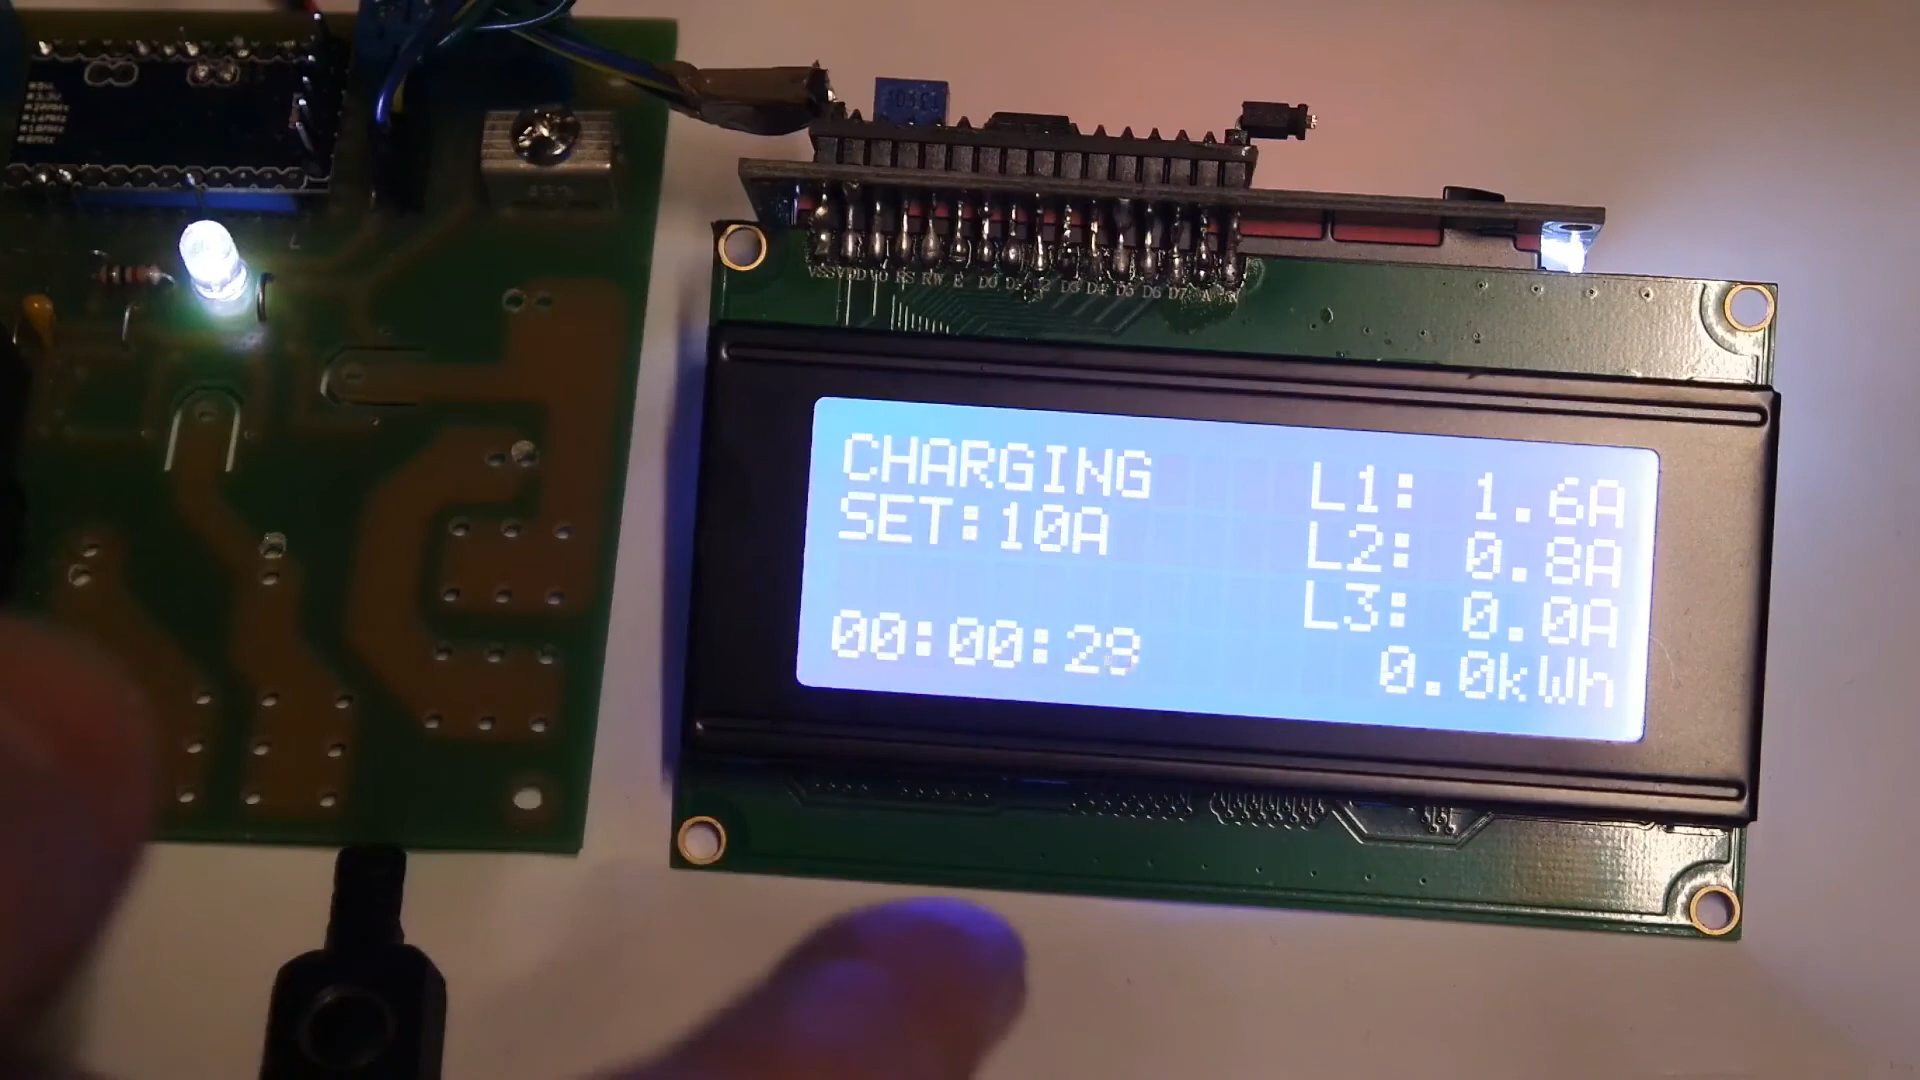 VSS VDD V0 RS RW E D0 D1 D2 D3 D4 D5 D6 D7 A K
CHARGING L1: 1.6A
SET:10A L2: 0.8A
L3: 0.0A
00:00:29 0.0kWh